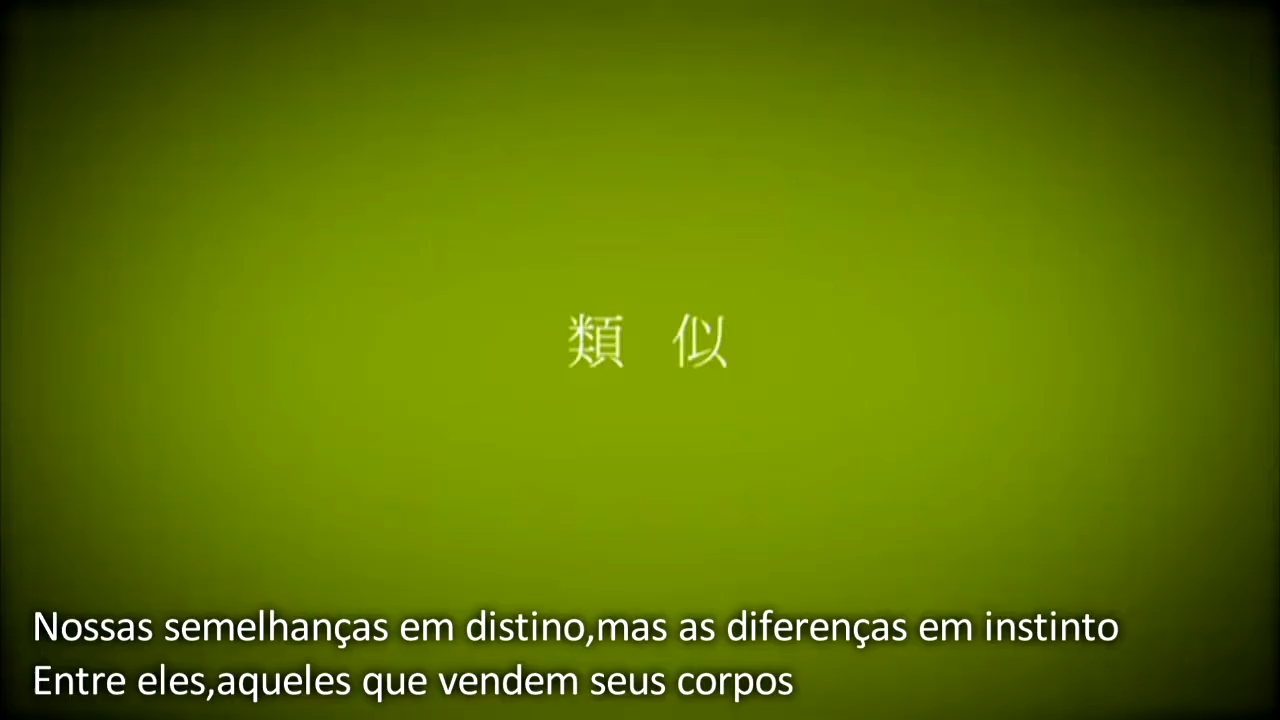 類 似
Nossas semelhanças em distino,mas as diferenças em instinto
Entre eles,aqueles que vendem seus corpos